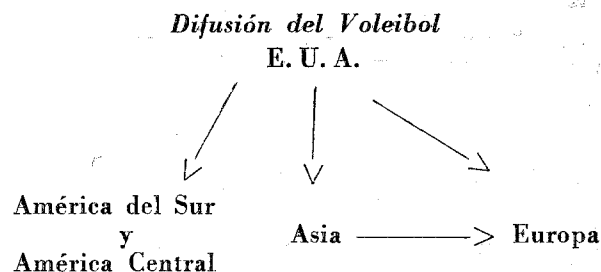 Difusión del Voleibol
E. U. A.
América del Sur
y
América Central
Asia
Europa